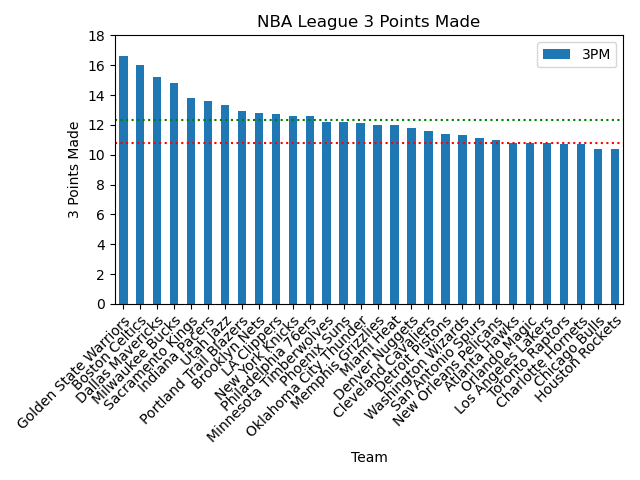 NBA League 3 Points Made
3PM
3 Points Made
18
16
14
12
10
8
6
4
2
0
Golden State Warriors
Boston Celtics
Dallas Mavericks
Milwaukee Bucks
Sacramento Kings
Indiana Pacers
Utah Jazz
Portland Trail Blazers
Brooklyn Nets
LA Clippers
New York Knicks
Philadelphia 76ers
Minnesota Timberwolves
Phoenix Suns
Oklahoma City Thunder
Memphis Grizzlies
Miami Heat
Denver Nuggets
Cleveland Cavaliers
Detroit Pistons
Washington Wizards
San Antonio Spurs
New Orleans Pelicans
Atlanta Hawks
Orlando Magic
Los Angeles Lakers
Toronto Raptors
Charlotte Hornets
Chicago Bulls
Houston Rockets
Team